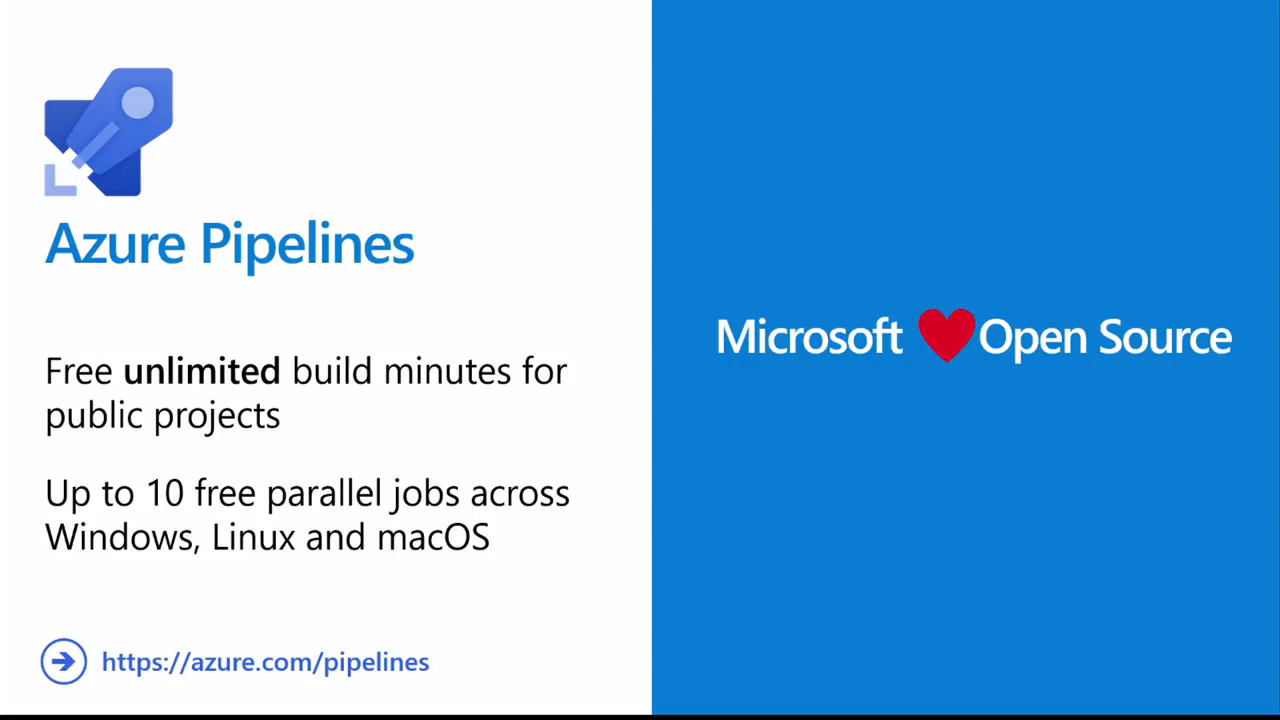 Azure Pipelines
Free unlimited build minutes for
public projects
Up to 10 free parallel jobs across
Windows, Linux and macOS
https://azure.com/pipelines
Microsoft ❤ Open Source